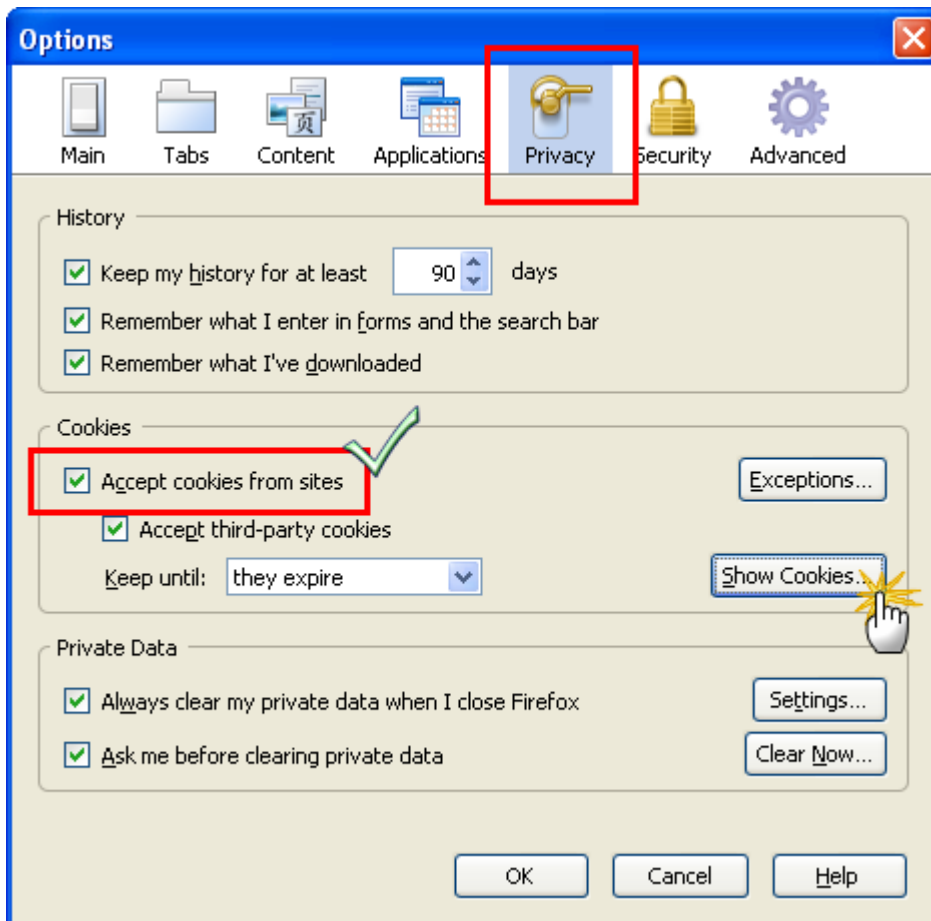 Options
Main Tabs Content Applications Privacy Security Advanced
页
History
Keep my history for at least 90 days
Remember what I enter in forms and the search bar
Remember what I've downloaded
Cookies
Accept cookies from sites Exceptions...
Accept third-party cookies
Keep until: they expire Show Cookies...
Private Data
Always clear my private data when I close Firefox Settings...
Ask me before clearing private data Clear Now...
OK Cancel Help